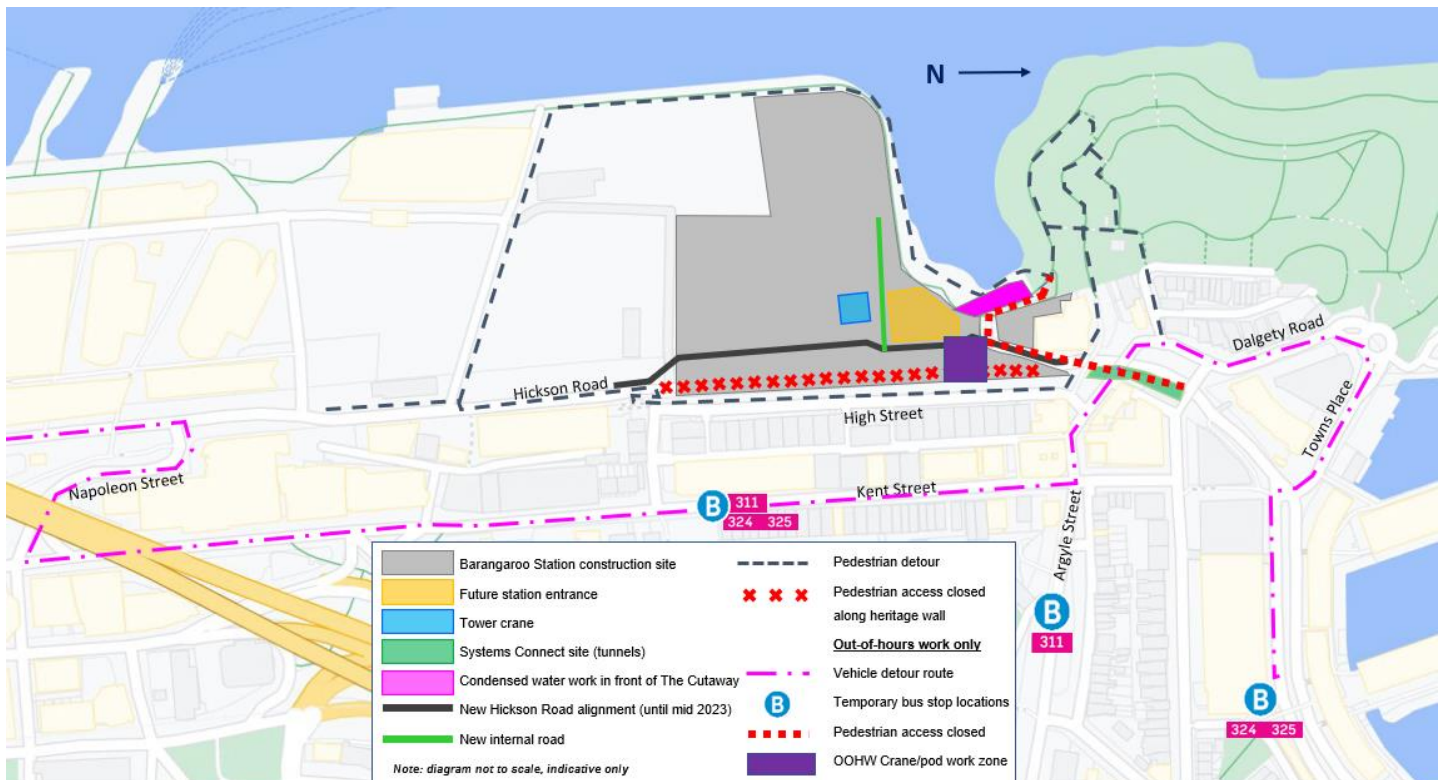 N
Dalgety Road
Hickson Road
Towns Place
High Street
Napoleon Street
Kent Street
B
311
324 325
Argyle Street
B
311
B
324 325
Barangaroo Station construction site
Future station entrance
Tower crane
Systems Connect site (tunnels)
Condensed water work in front of The Cutaway
New Hickson Road alignment (until mid 2023)
New internal road
Note: diagram not to scale, indicative only
Pedestrian detour
Pedestrian access closed
along heritage wall
Out-of-hours work only
Vehicle detour route
B
Temporary bus stop locations
Pedestrian access closed
OOHW Crane/pod work zone